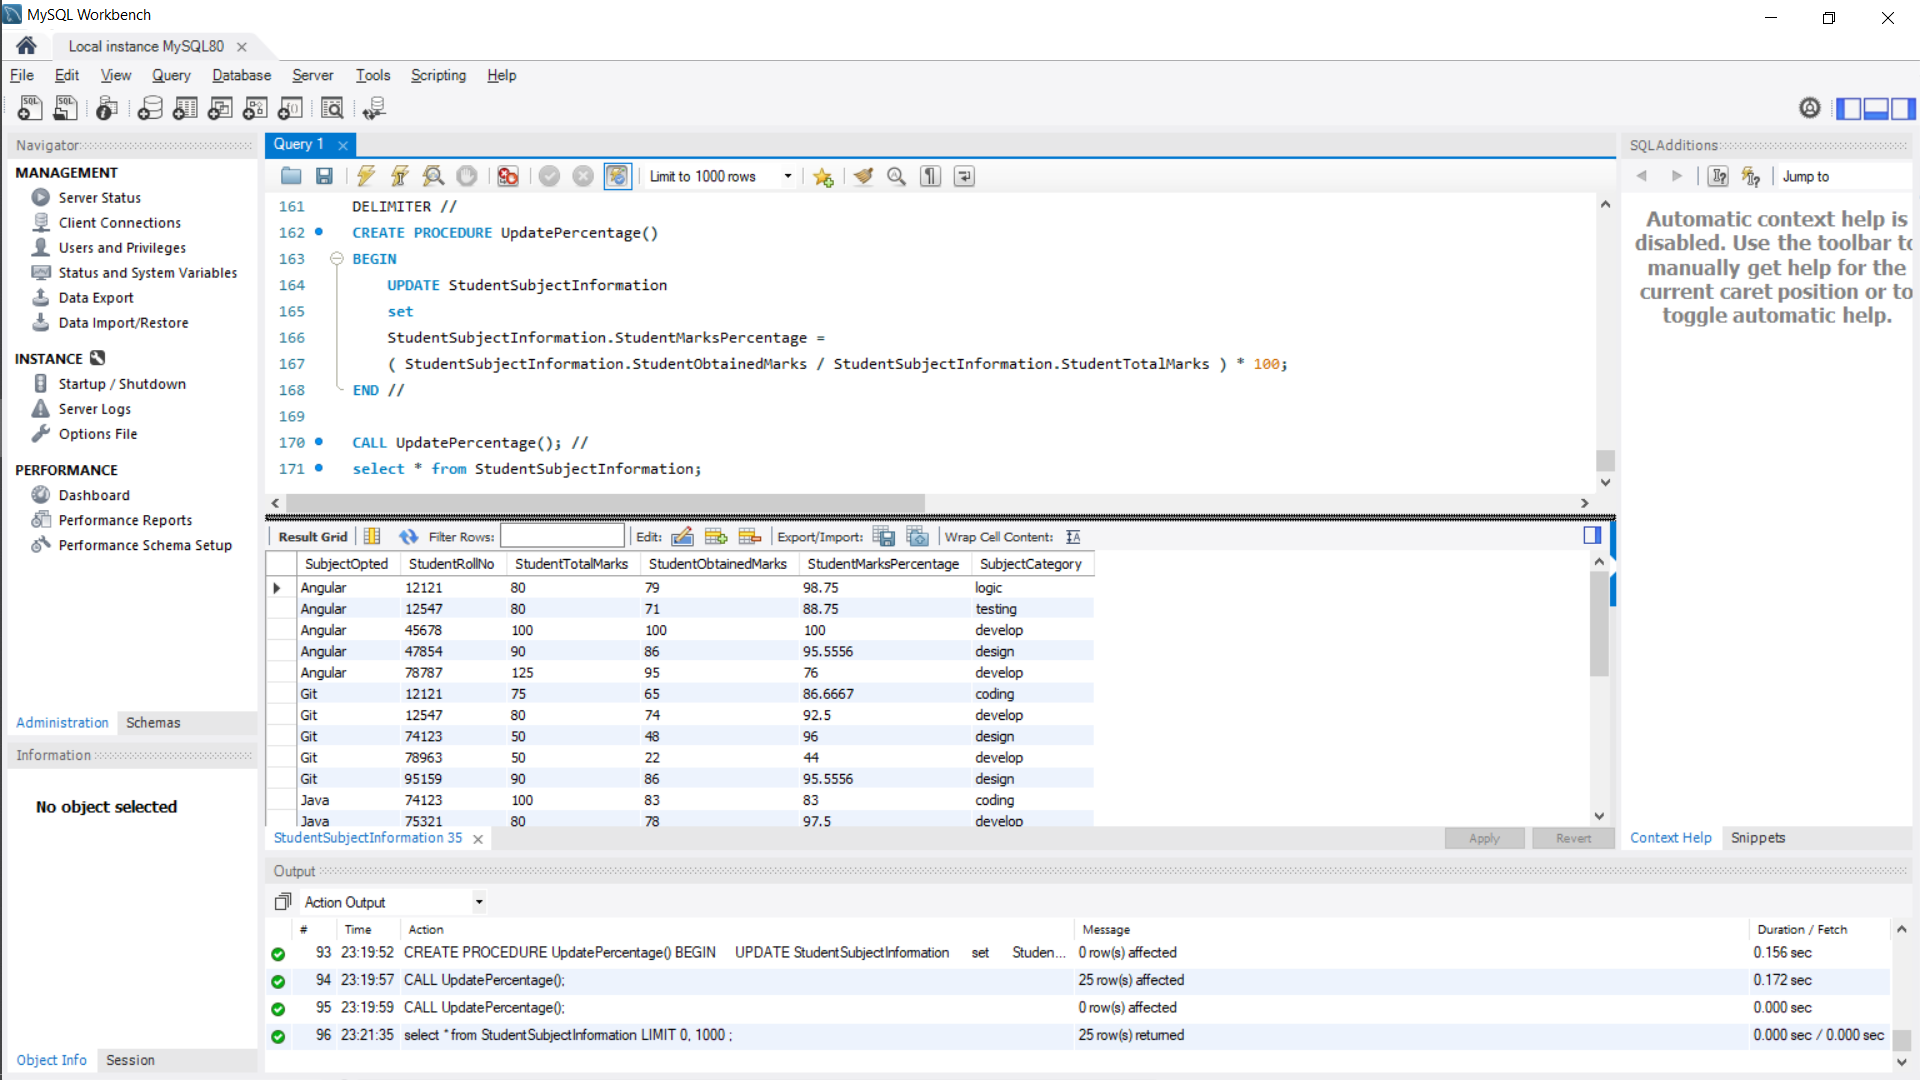 MySQL Workbench
Local instance MySQL80
File Edit View Query Database Server Tools Scripting Help
Navigator
MANAGEMENT
Server Status
Client Connections
Users and Privileges
Status and System Variables
Data Export
Data Import/Restore
INSTANCE
Startup / Shutdown
Server Logs
Options File
PERFORMANCE
Dashboard
Performance Reports
Performance Schema Setup
Administration Schemas
Information
No object selected
Object Info Session
Query 1
Limit to 1000 rows
161 DELIMITER //
162 CREATE PROCEDURE UpdatePercentage()
163 BEGIN
164 UPDATE StudentSubjectInformation
165 set
166 StudentSubjectInformation.StudentMarksPercentage =
167 ( StudentSubjectInformation.StudentObtainedMarks / StudentSubjectInformation.StudentTotalMarks ) * 100;
168 END //
169
170 CALL UpdatePercentage(); //
171 select * from StudentSubjectInformation;
Result Grid Filter Rows: Edit: Export/Import: Wrap Cell Content:
SubjectOpted StudentRollNo StudentTotalMarks StudentObtainedMarks StudentMarksPercentage SubjectCategory
Angular 12121 80 79 98.75 logic
Angular 12547 80 71 88.75 testing
Angular 45678 100 100 100 develop
Angular 47854 90 86 95.5556 design
Angular 78787 125 95 76 develop
Git 12121 75 65 86.6667 coding
Git 12547 80 74 92.5 develop
Git 74123 50 48 96 design
Git 78963 50 22 44 develop
Git 95159 90 86 95.5556 design
Java 74123 100 83 83 coding
Java 75321 80 78 97.5 develop
StudentSubjectInformation 35
Apply Revert
SQLAdditions
Jump to
Automatic context help is
disabled. Use the toolbar to
manually get help for the
current caret position or to
toggle automatic help.
Context Help Snippets
Output
Action Output
# Time Action Message Duration / Fetch
93 23:19:52 CREATE PROCEDURE UpdatePercentage() BEGIN UPDATE StudentSubjectInformation set Studen... 0 row(s) affected 0.156 sec
94 23:19:57 CALL UpdatePercentage(); 25 row(s) affected 0.172 sec
95 23:19:59 CALL UpdatePercentage(); 0 row(s) affected 0.000 sec
96 23:21:35 select * from StudentSubjectInformation LIMIT 0, 1000 ; 25 row(s) returned 0.000 sec / 0.000 sec